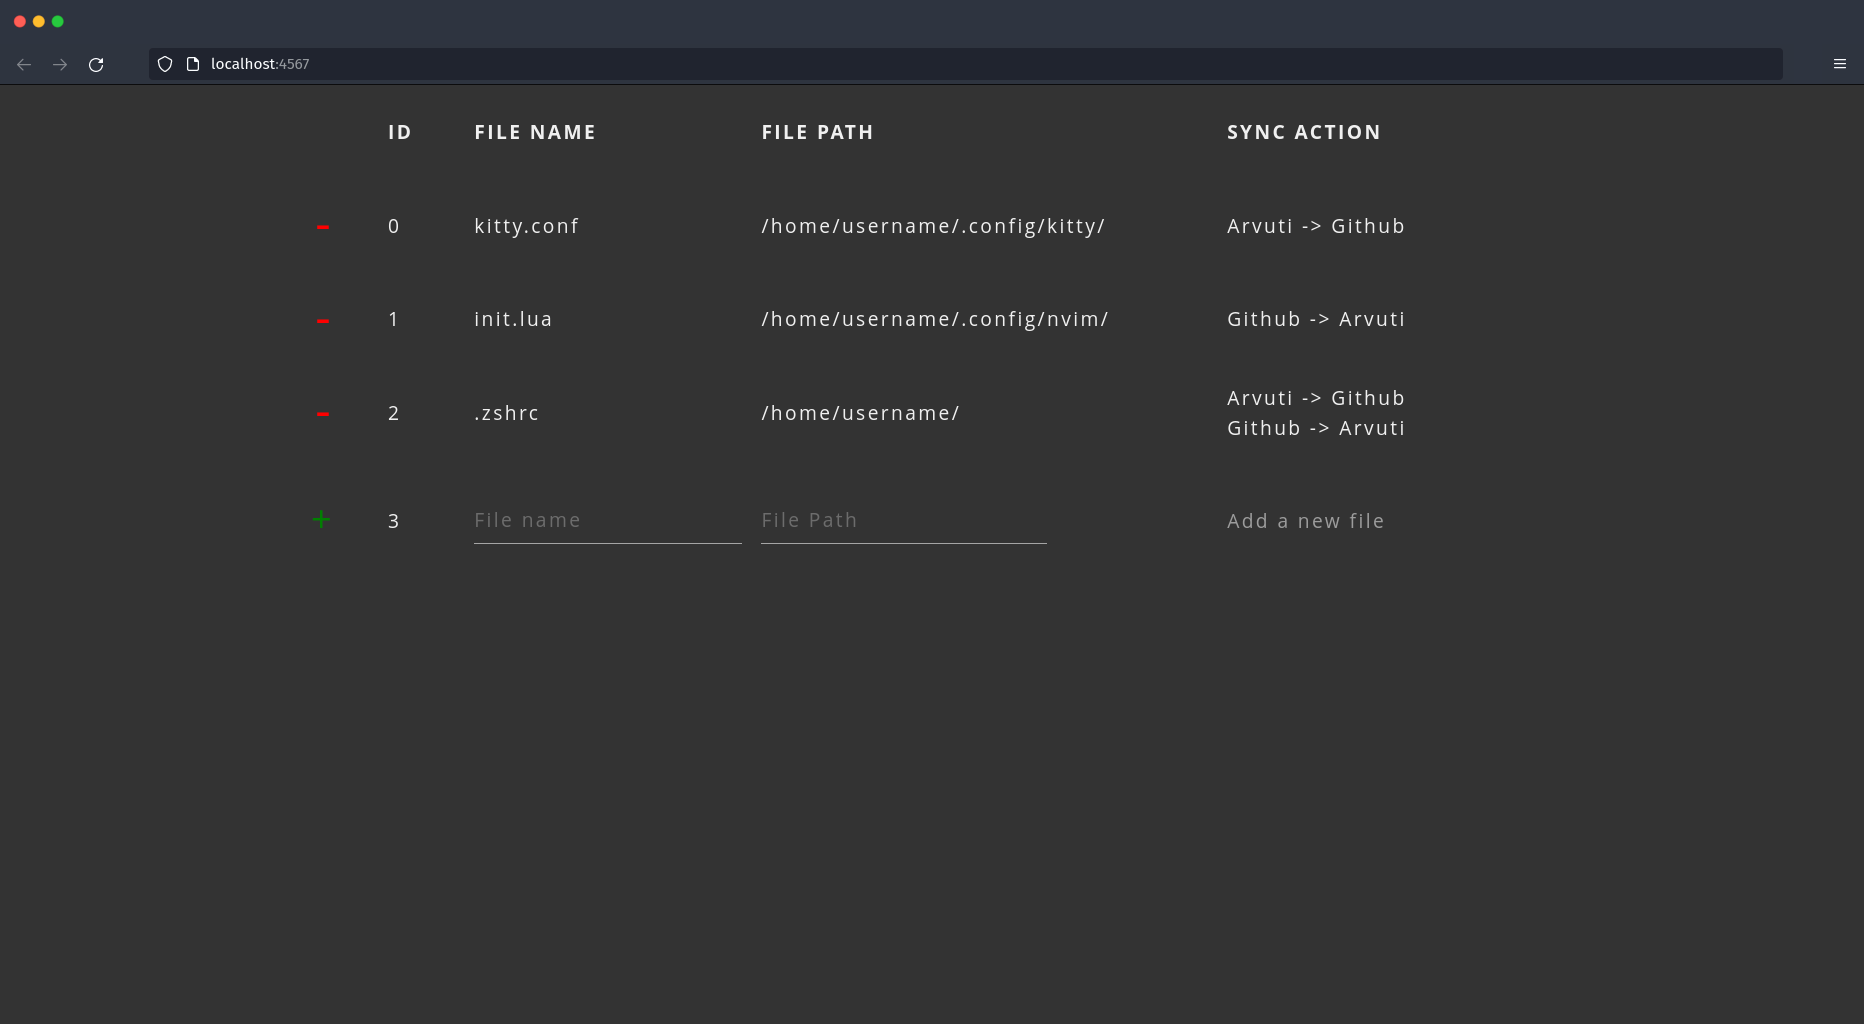 localhost:4567
ID FILE NAME FILE PATH SYNC ACTION
- 0 kitty.conf /home/username/.config/kitty/ Arvuti -> Github
- 1 init.lua /home/username/.config/nvim/ Github -> Arvuti
- 2 .zshrc /home/username/ Arvuti -> Github
Github -> Arvuti
+ 3 File name File Path Add a new file